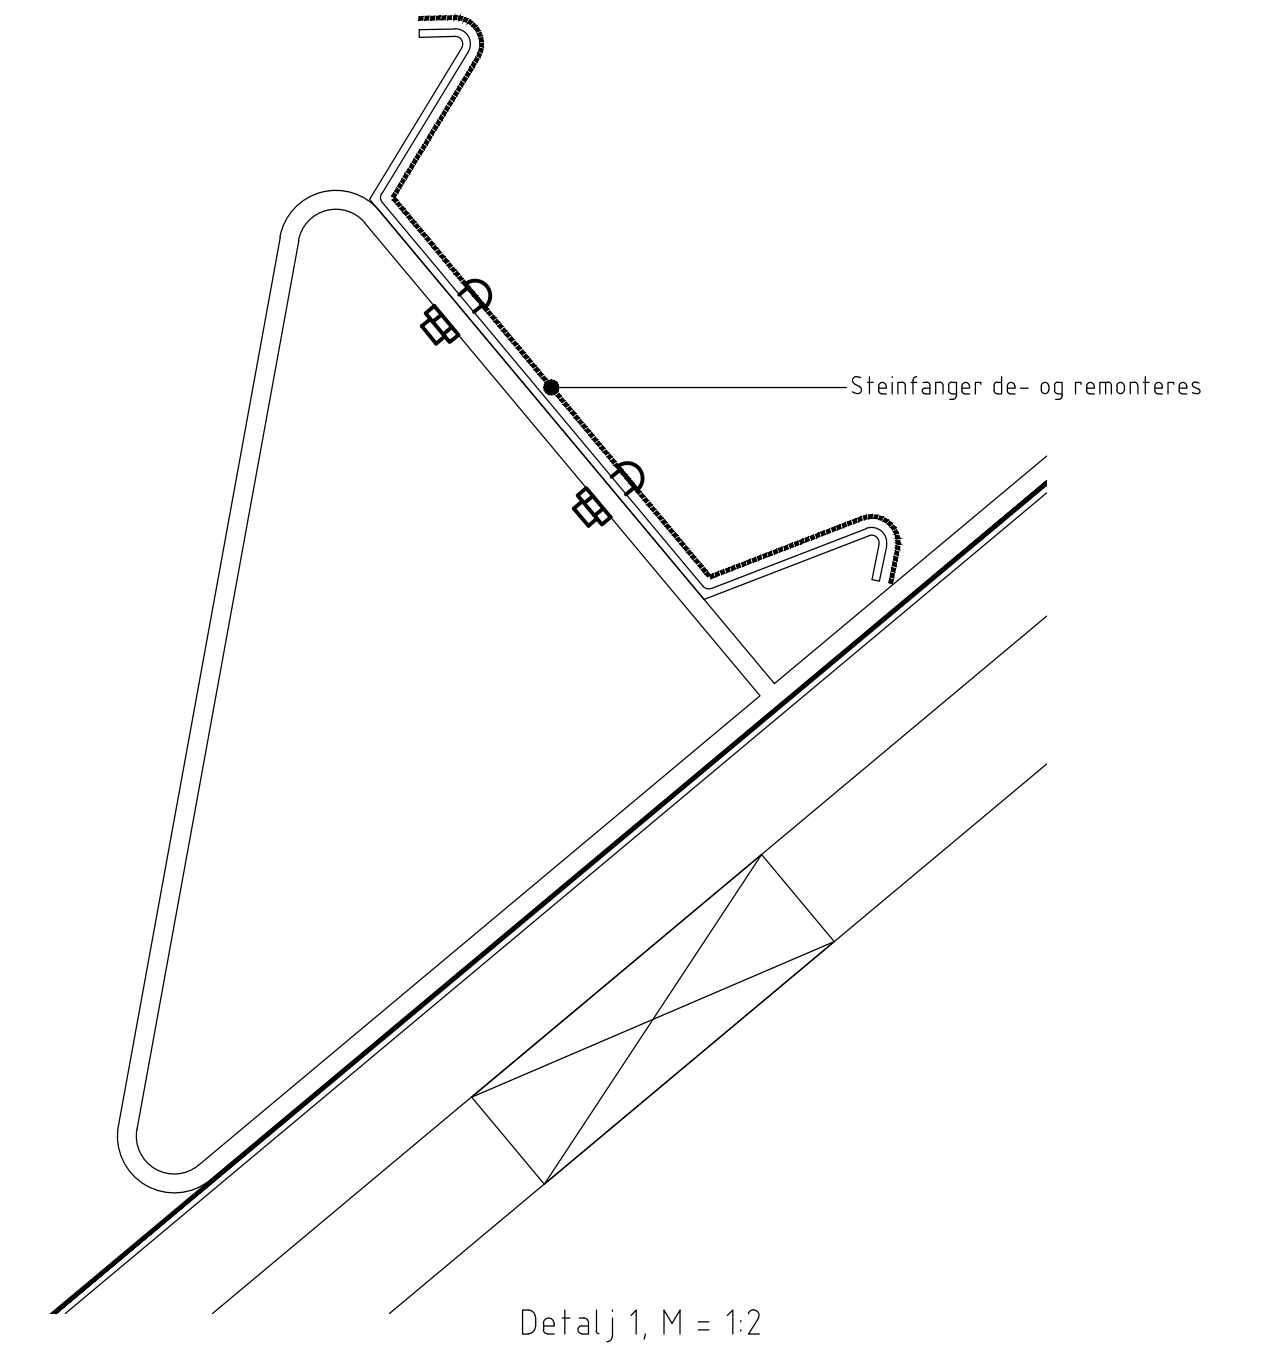 Steinfanger de- og remonteres
Detalj 1, M = 1:2